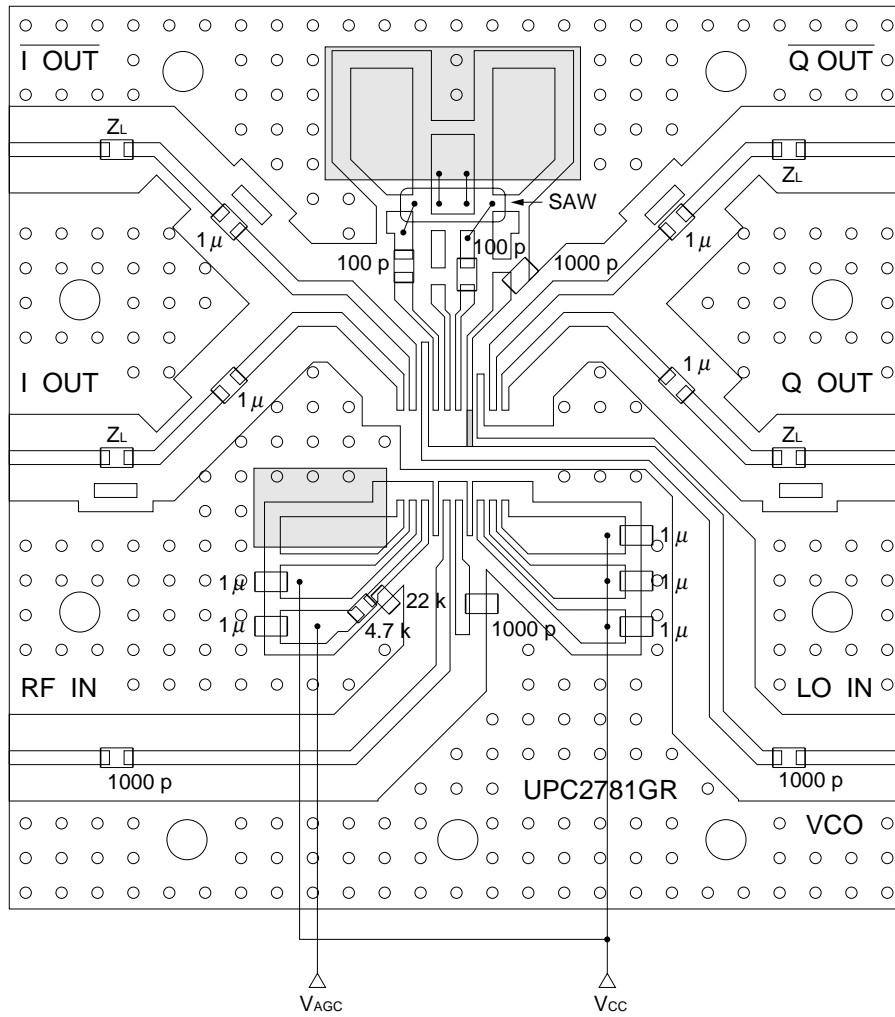 I OUT
Q OUT
ZL
ZL
SAW
1 μ
1 μ
100 p
100 p
1000 p
I OUT
Q OUT
1 μ
1 μ
ZL
ZL
1 μ
1 μ
1 μ
22 k
1 μ
4.7 k
1000 p
1 μ
RF IN
LO IN
1000 p
1000 p
UPC2781GR
VCO
VAGC
VCC